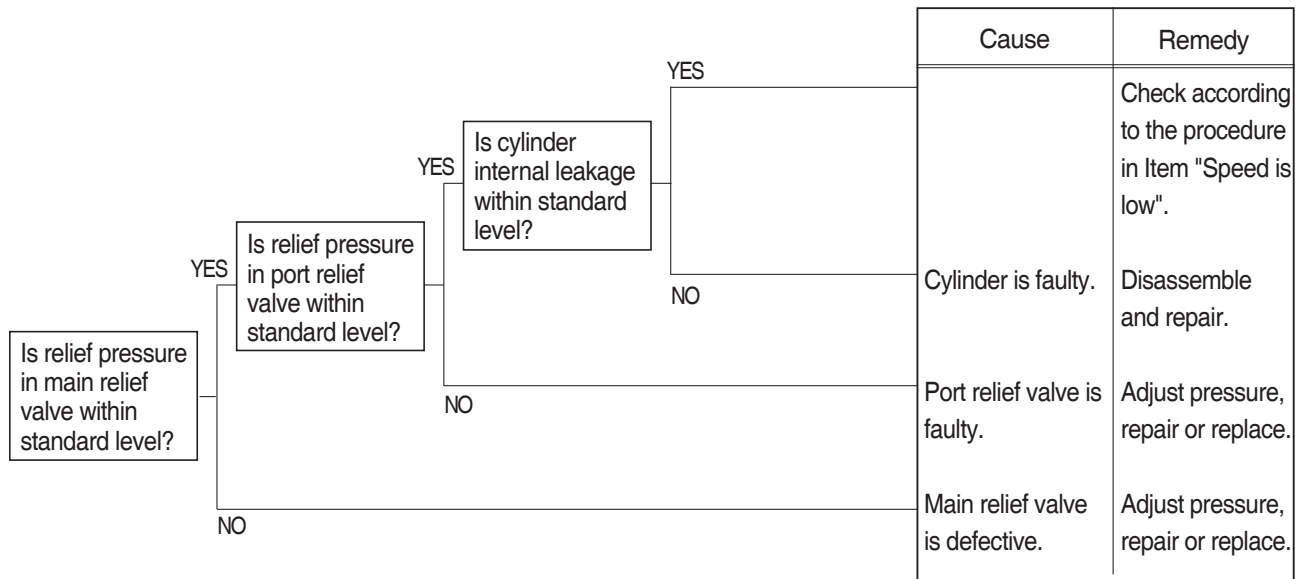 Cause
Remedy
YES
Check according
to the procedure
in Item "Speed is
low".
Is cylinder
internal leakage
within standard
level?
YES
NO
Cylinder is faulty.
Disassemble
and repair.
Is relief pressure
in port relief
valve within
standard level?
YES
NO
Port relief valve is
faulty.
Adjust pressure,
repair or replace.
Is relief pressure
in main relief
valve within
standard level?
NO
Main relief valve
is defective.
Adjust pressure,
repair or replace.